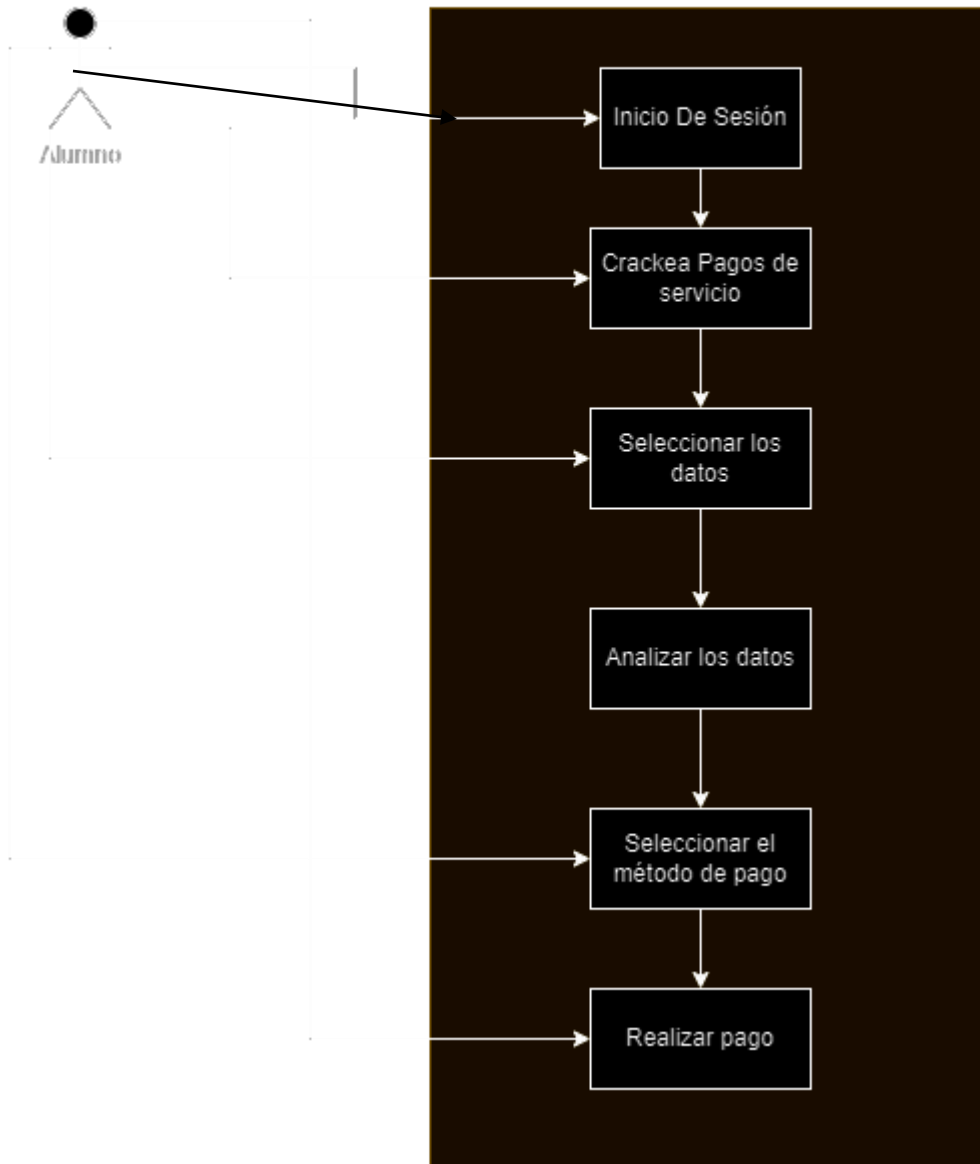 Alumno
Inicio De Sesión
Crackea Pagos de
servicio
Seleccionar los
datos
Analizar los datos
Seleccionar el
método de pago
Realizar pago